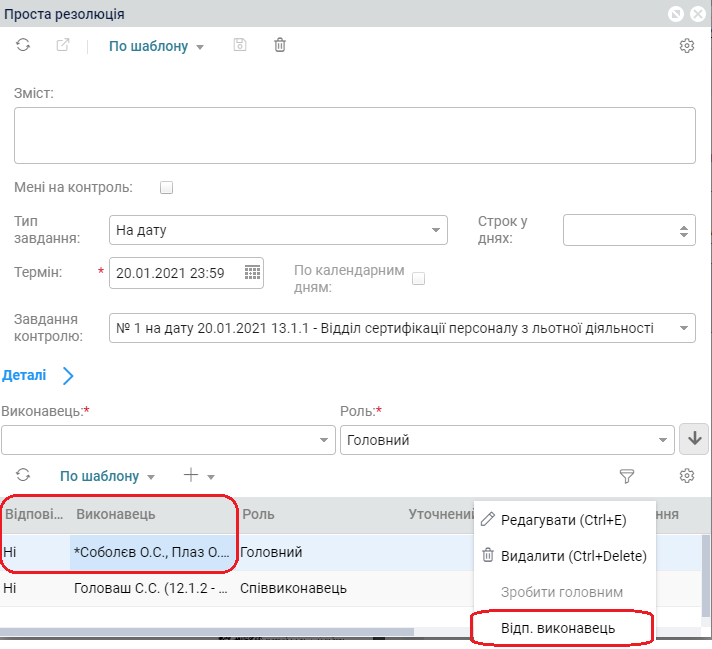 Проста резолюція
По шаблону
Зміст:
Мені на контроль:
Тип завдання:
На дату
Строк у днях:
Термін: *
20.01.2021 23:59
По календарним дням:
Завдання контролю:
№ 1 на дату 20.01.2021 13.1.1 - Відділ сертифікації персоналу з льотної діяльності
Деталі
Виконавець:*
Роль:*
Головний
По шаблону
Відпові... Виконавець Роль Уточнений ння
Ні *Соболєв О.С., Плаз О.... Головний
Ні Головаш С.С. (12.1.2 - ... Співвиконавець
Редагувати (Ctrl+E)
Видалити (Ctrl+Delete)
Зробити головним
Відп. виконавець